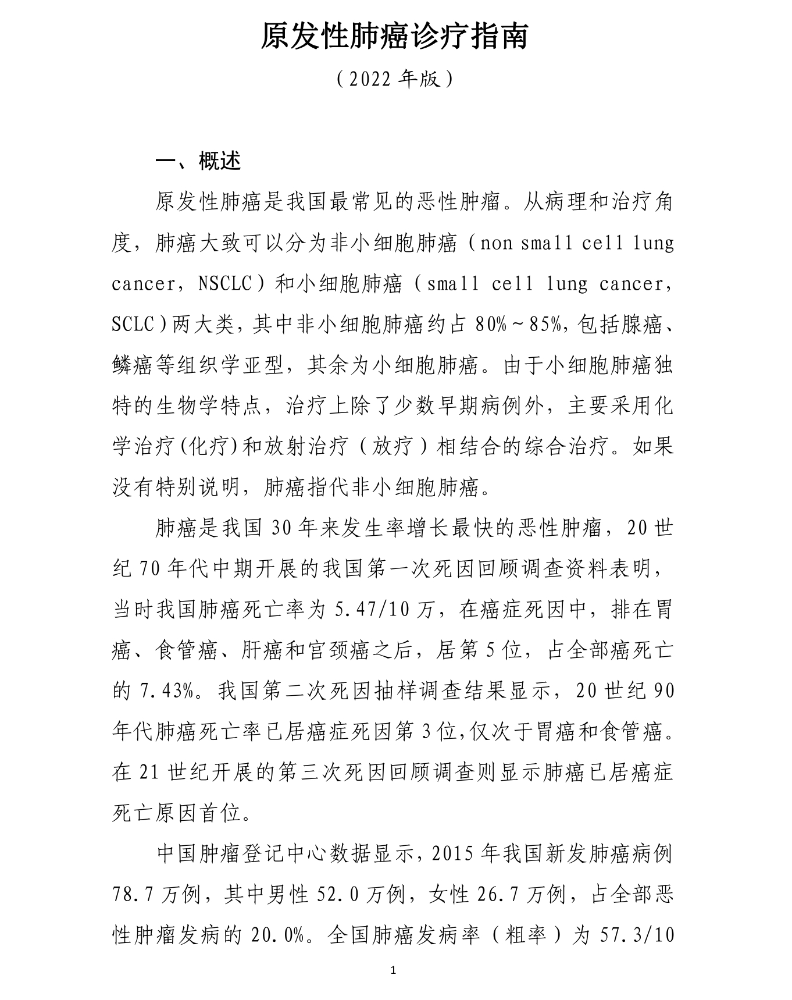 原发性肺癌诊疗指南
（2022 年版）
一、概述
原发性肺癌是我国最常见的恶性肿瘤。从病理和治疗角
度，肺癌大致可以分为非小细胞肺癌（non small cell lung
cancer，NSCLC）和小细胞肺癌（small cell lung cancer，
SCLC)两大类，其中非小细胞肺癌约占 80%～85%，包括腺癌、
鳞癌等组织学亚型，其余为小细胞肺癌。由于小细胞肺癌独
特的生物学特点，治疗上除了少数早期病例外，主要采用化
学治疗(化疗)和放射治疗（放疗）相结合的综合治疗。如果
没有特别说明，肺癌指代非小细胞肺癌。
肺癌是我国 30 年来发生率增长最快的恶性肿瘤，20 世
纪 70 年代中期开展的我国第一次死因回顾调查资料表明，
当时我国肺癌死亡率为 5.47/10 万，在癌症死因中，排在胃
癌、食管癌、肝癌和宫颈癌之后，居第 5 位，占全部癌死亡
的 7.43%。我国第二次死因抽样调查结果显示，20 世纪 90
年代肺癌死亡率已居癌症死因第 3 位，仅次于胃癌和食管癌。
在 21 世纪开展的第三次死因回顾调查则显示肺癌已居癌症
死亡原因首位。
中国肿瘤登记中心数据显示，2015 年我国新发肺癌病例
78.7 万例，其中男性 52.0 万例，女性 26.7 万例，占全部恶
性肿瘤发病的 20.0%。全国肺癌发病率（粗率）为 57.3/10
1